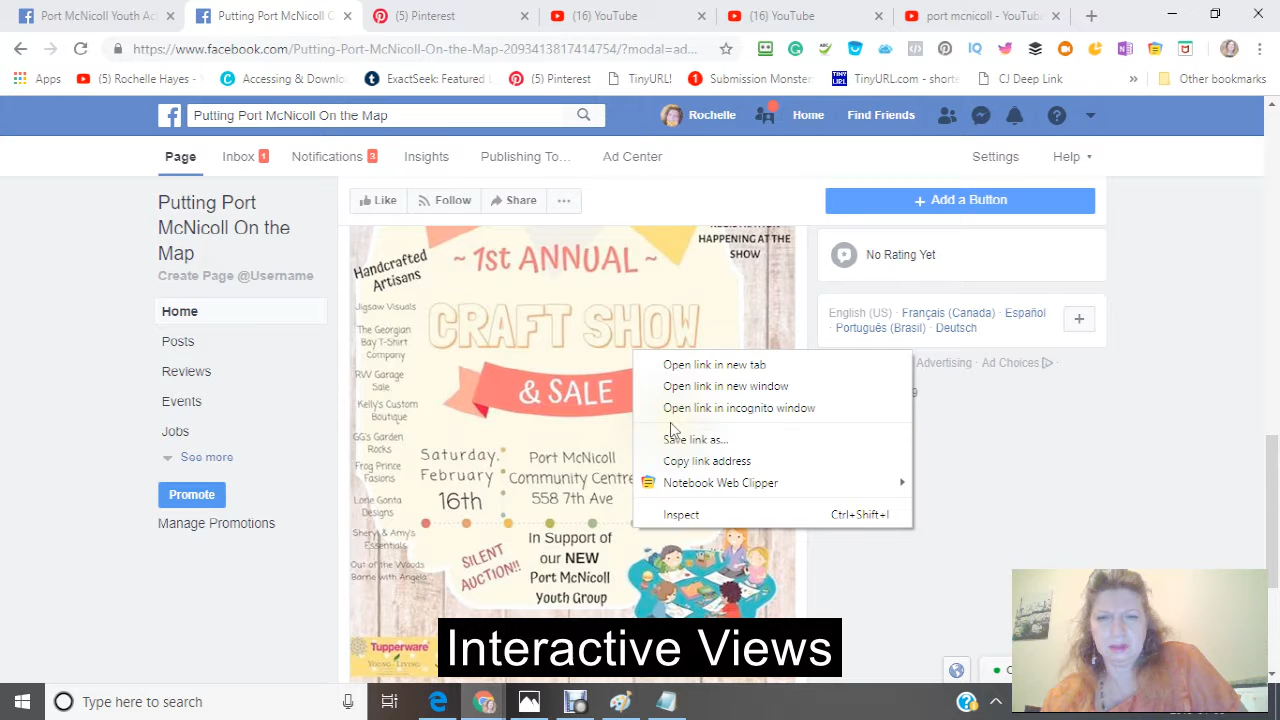 Port McNicoll Youth Ac
Putting Port McNicoll O
(5) Pinterest
(16) YouTube
(16) YouTube
port mcnicoll - YouTube
https://www.facebook.com/Putting-Port-McNicoll-On-the-Map-2093413817414754/?modal=ad...
Apps
(5) Rochelle Hayes -
Accessing & Downlo
ExactSeek: Featured
(5) Pinterest
TinyURL!
Submission Monster
TinyURL.com - shorte
CJ Deep Link
Other bookmarks
Putting Port McNicoll On the Map
Rochelle
Home
Find Friends
Page
Inbox 1
Notifications 3
Insights
Publishing To...
Ad Center
Settings
Help
Putting Port
McNicoll On the
Map
Create Page @Username
Home
Posts
Reviews
Events
Jobs
See more
Promote
Manage Promotions
Like
Follow
Share
+ Add a Button
HAPPENING AT THE
SHOW
Handcrafted
Artisans
Jigsaw Visuals
The Georgian
Bay T-Shirt
Company
RW Garage
Sale
Kelly's Custom
Boutique
GG's Garden
Rocks
Frog Prince
Fasions
Lone Gonta
Designs
Sheryl & Amy's
Essentials
Out of the Woods
Barne with Angela
~ 1st ANNUAL ~
CRAFT SHOW
& SALE
Saturday,
February
16th
Port McNicoll
Community Centre
558 7th Ave
SILENT
AUCTION!!
In Support of
our NEW
Port McNicoll
Youth Group
Tupperware
YOUNG LIVING
Open link in new tab
Open link in new window
Open link in incognito window
Save link as...
Copy link address
Notebook Web Clipper
Inspect Ctrl+Shift+I
No Rating Yet
English (US) · Français (Canada) · Español
· Português (Brasil) · Deutsch
Advertising · Ad Choices
Interactive Views
Type here to search